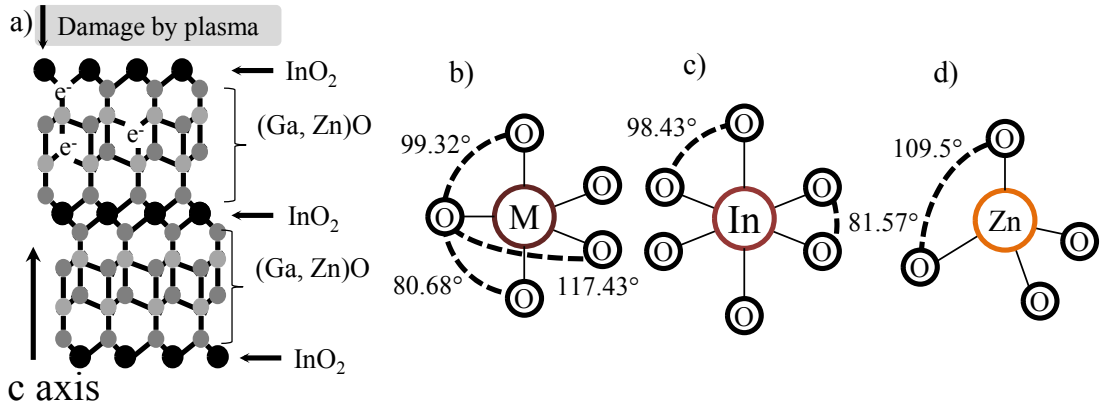 a)
Damage by plasma
InO₂
e⁻
(Ga, Zn)O
e⁻
e⁻
InO₂
(Ga, Zn)O
InO₂
c axis
b)
99.32°
O
O
O
M
O
O
80.68°
117.43°
c)
98.43°
O
O
O
In
O
O
81.57°
O
d)
109.5°
O
Zn
O
O
O